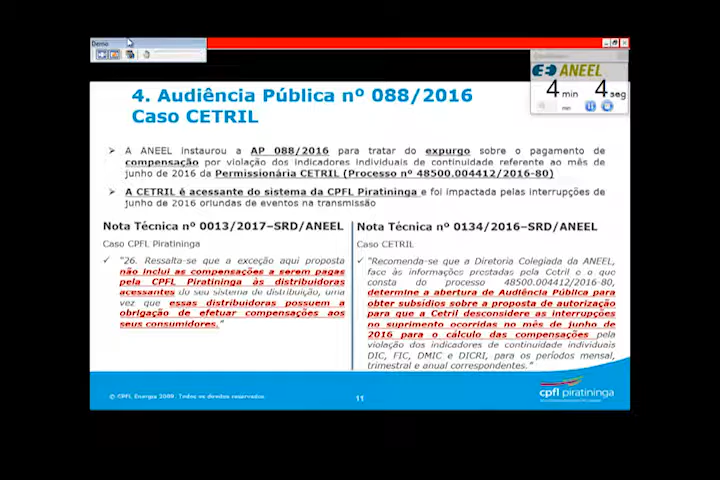 Demo
ANEEL
4 min 4 seg
min
4. Audiência Pública nº 088/2016
Caso CETRIL
A ANEEL instaurou a AP 088/2016 para tratar do expurgo sobre o pagamento de
compensação por violação dos indicadores individuais de continuidade referente ao mês de
junho de 2016 da Permissionária CETRIL (Processo nº 48500.004412/2016-80)
A CETRIL é acessante do sistema da CPFL Piratininga e foi impactada pelas interrupções de
junho de 2016 oriundas de eventos na transmissão
Nota Técnica nº 0013/2017–SRD/ANEEL
Caso CPFL Piratininga
✓ "26. Ressalta-se que a exceção aqui proposta
não inclui as compensações a serem pagas
pela CPFL Piratininga às distribuidoras
acessantes do seu sistema de distribuição, uma
vez que essas distribuidoras possuem a
obrigação de efetuar compensações aos
seus consumidores."
Nota Técnica nº 0134/2016–SRD/ANEEL
Caso CETRIL
✓ "Recomenda-se que a Diretoria Colegiada da ANEEL,
face às informações prestadas pela Cetril e o que
consta do processo 48500.004412/2016-80,
determine a abertura de Audiência Pública para
obter subsídios sobre a proposta de autorização
para que a Cetril desconsidere as interrupções
no suprimento ocorridas no mês de junho de
2016 para o cálculo das compensações pela
violação dos indicadores de continuidade individuais
DIC, FIC, DMIC e DICRI, para os períodos mensal,
trimestral e anual correspondentes."
© CPFL Energia 2009. Todos os direitos reservados.
11
cpfl piratininga